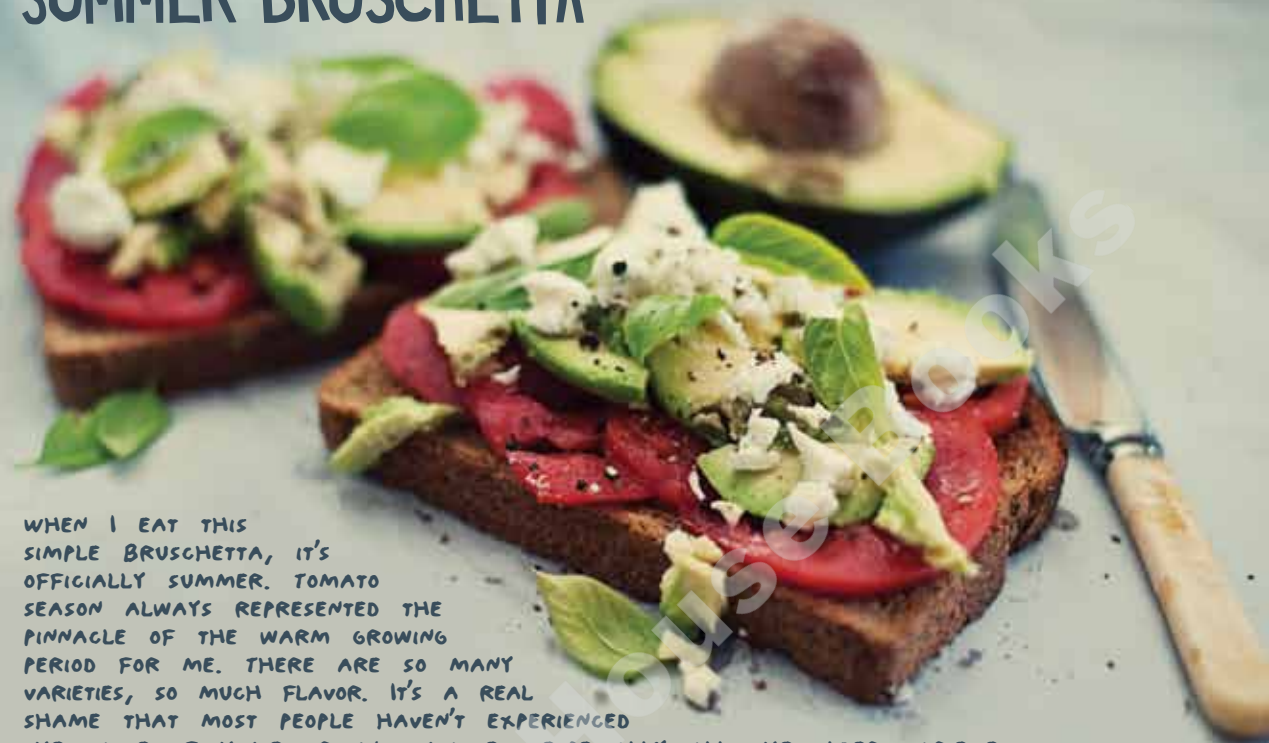 SUMMER BRUSCHETTA
WHEN I EAT THIS
SIMPLE BRUSCHETTA, IT'S
OFFICIALLY SUMMER. TOMATO
SEASON ALWAYS REPRESENTED THE
PINNACLE OF THE WARM GROWING
PERIOD FOR ME. THERE ARE SO MANY
VARIETIES, SO MUCH FLAVOR. IT'S A REAL
SHAME THAT MOST PEOPLE HAVEN'T EXPERIENCED
House Books